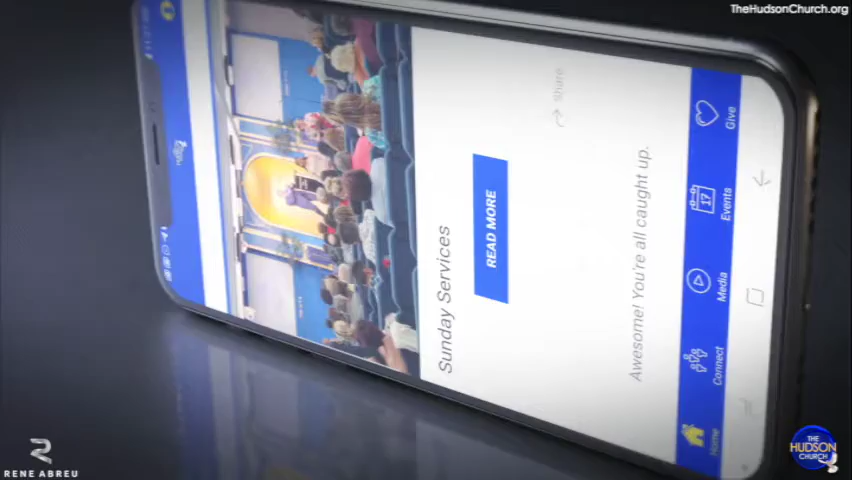 TheHudsonChurch.org
Sunday Services
READ MORE
Share
Awesome! You're all caught up.
Home
Connect
Media
17
Events
Give
RENE ABREU
THE
HUDSON
CHURCH